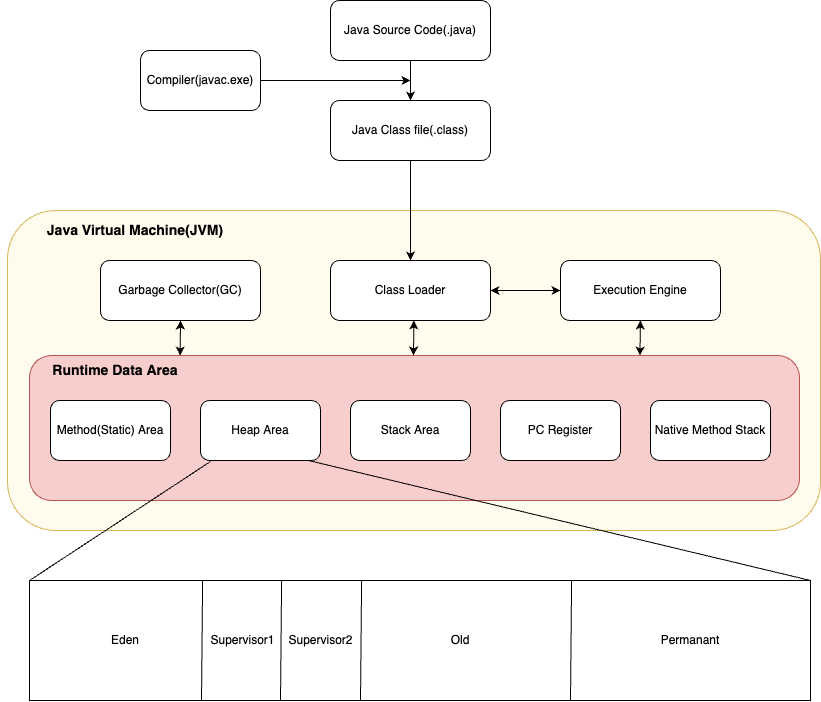 Java Source Code(.java)
Compiler(javac.exe)
Java Class file(.class)
Java Virtual Machine(JVM)
Garbage Collector(GC)
Class Loader
Execution Engine
Runtime Data Area
Method(Static) Area
Heap Area
Stack Area
PC Register
Native Method Stack
Eden
Supervisor1
Supervisor2
Old
Permanant